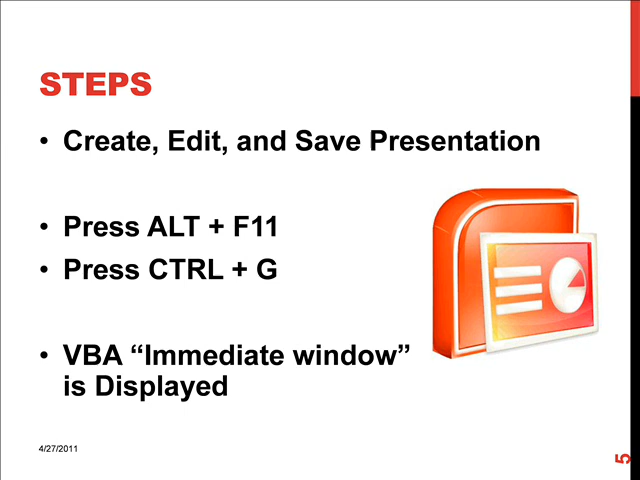 STEPS
• Create, Edit, and Save Presentation
• Press ALT + F11
• Press CTRL + G
• VBA “Immediate window”
is Displayed
4/27/2011
5